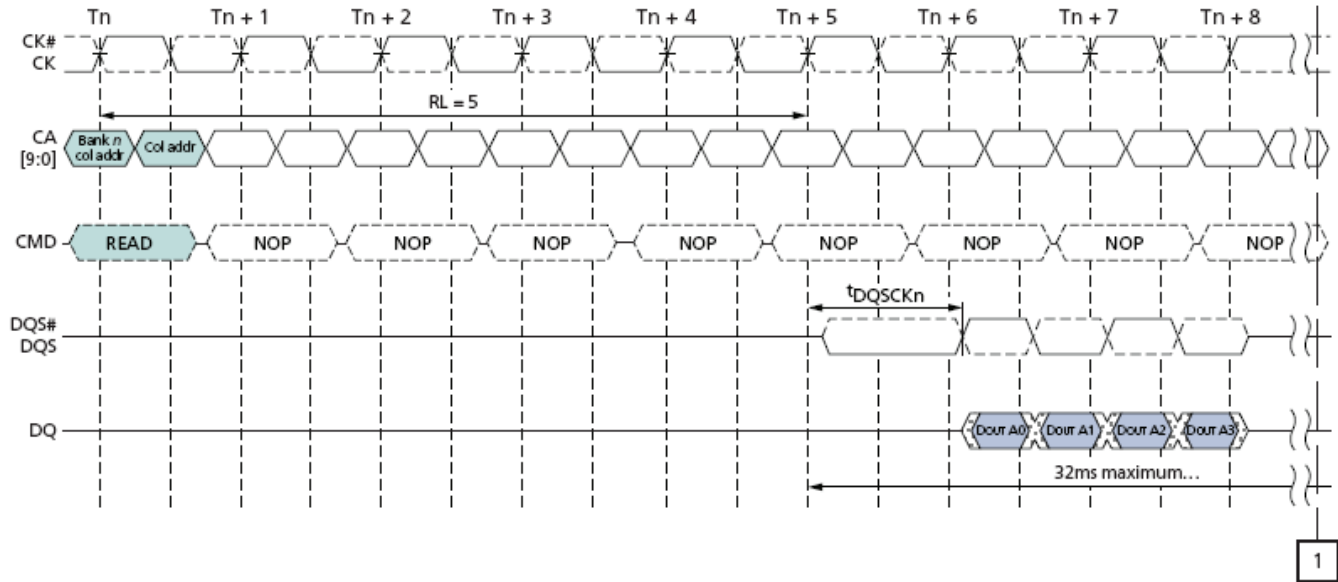 Tn Tn + 1 Tn + 2 Tn + 3 Tn + 4 Tn + 5 Tn + 6 Tn + 7 Tn + 8
CK#
CK
RL = 5
CA
[9:0]
Bank n
col addr
Col addr
CMD READ NOP NOP NOP NOP NOP NOP NOP NOP
tDQSCKn
DQS#
DQS
DQ DOUT A0 DOUT A1 DOUT A2 DOUT A3
32ms maximum…
1